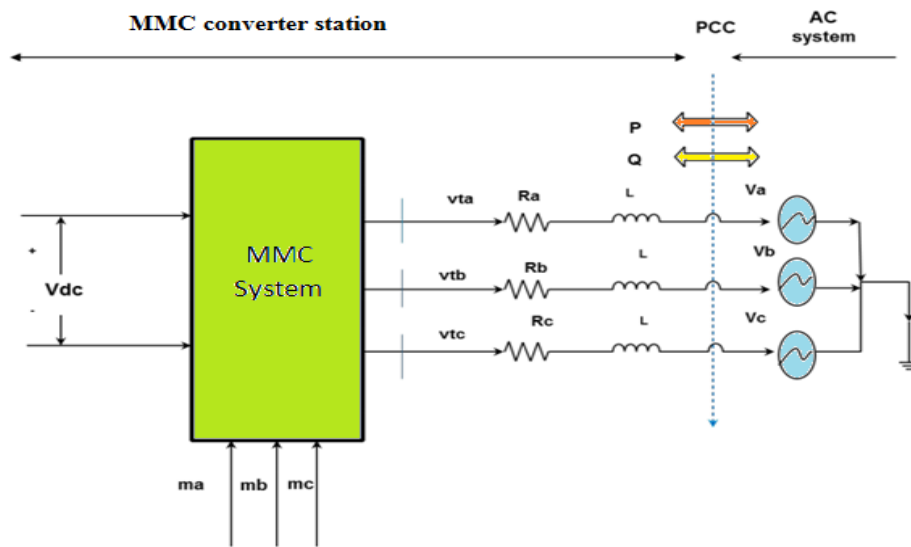 MMC converter station
PCC
AC
system
P
Q
vta
Ra
L
Va
MMC
System
+
Vdc
-
vtb
Rb
L
Vb
vtc
Rc
L
Vc
ma
mb
mc